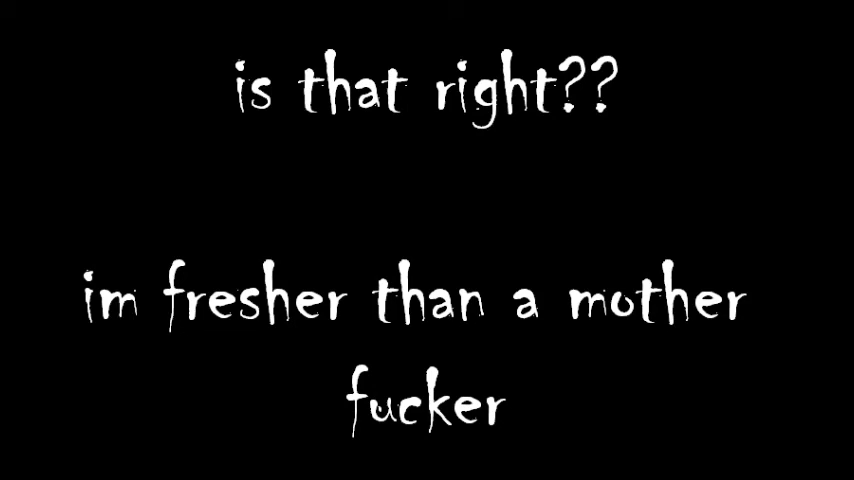 is that right??
im fresher than a mother
fucker